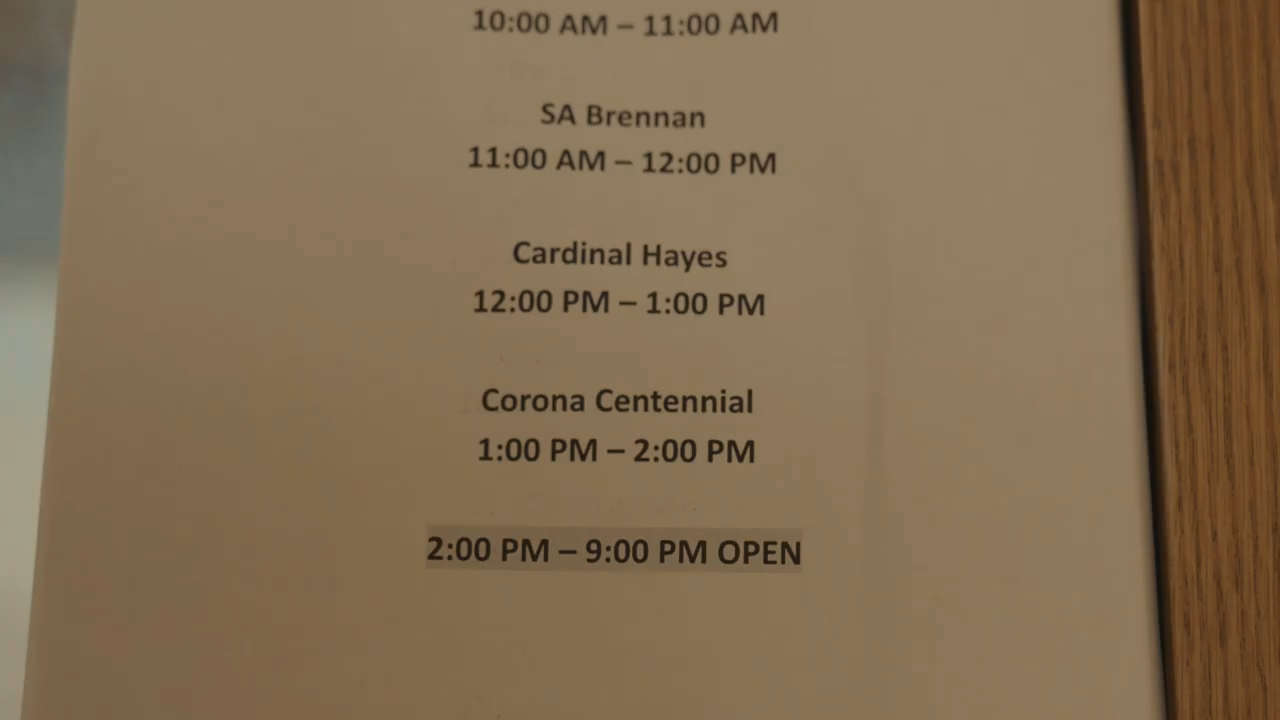 10:00 AM – 11:00 AM
SA Brennan
11:00 AM – 12:00 PM
Cardinal Hayes
12:00 PM – 1:00 PM
Corona Centennial
1:00 PM – 2:00 PM
2:00 PM – 9:00 PM OPEN